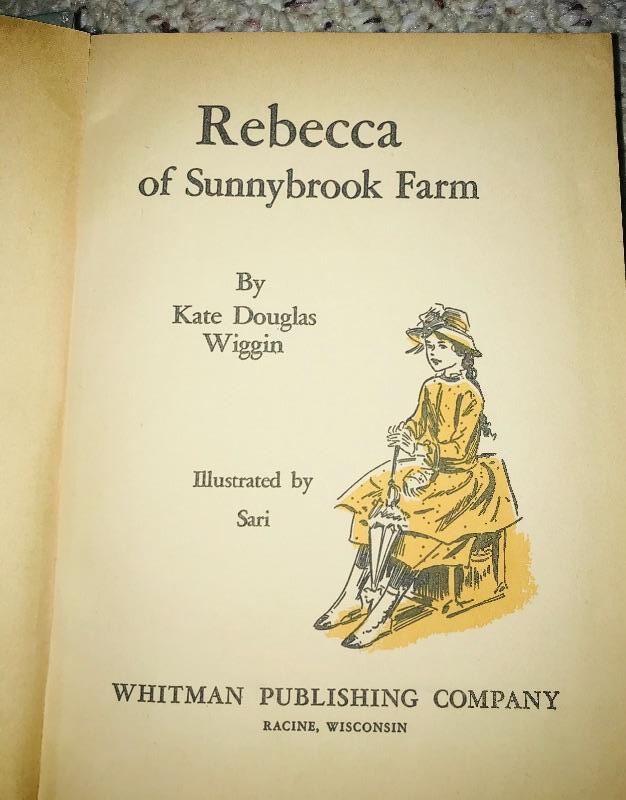 Rebecca
of Sunnybrook Farm
By
Kate Douglas
Wiggin
Illustrated by
Sari
WHITMAN PUBLISHING COMPANY
RACINE, WISCONSIN